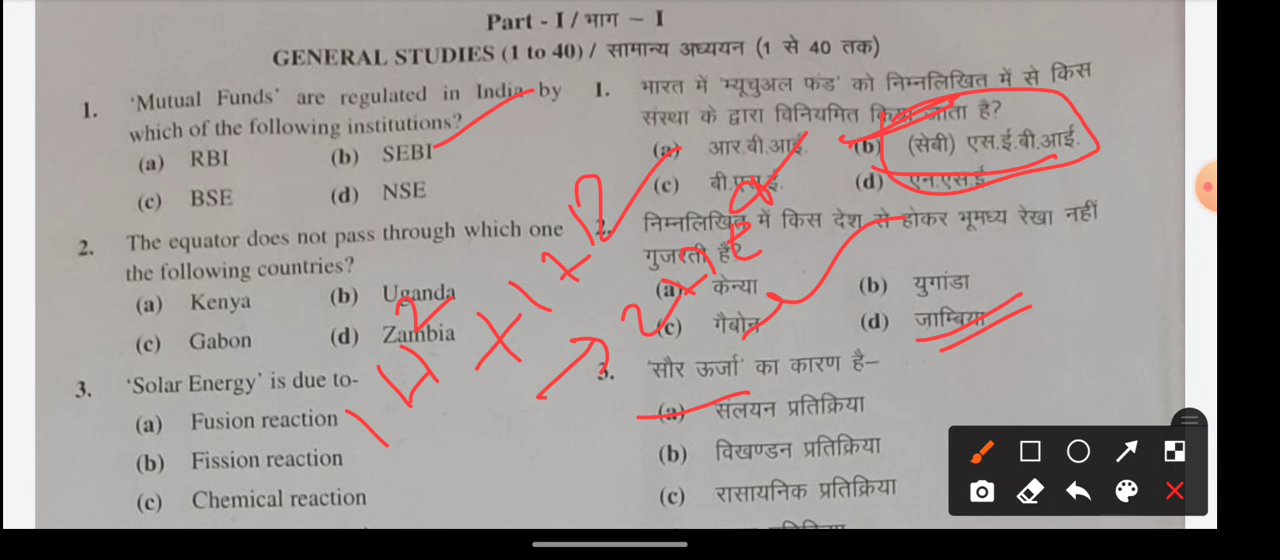 Part - I / भाग – I
GENERAL STUDIES (1 to 40) / सामान्य अध्ययन (1 से 40 तक)
1. 'Mutual Funds' are regulated in India by
which of the following institutions?
(a) RBI (b) SEBI
(c) BSE (d) NSE
2. The equator does not pass through which one
the following countries?
(a) Kenya (b) Uganda
(c) Gabon (d) Zambia
3. 'Solar Energy' is due to-
(a) Fusion reaction
(b) Fission reaction
(c) Chemical reaction
1. भारत में 'म्यूचुअल फंड' को निम्नलिखित में से किस
संस्था के द्वारा विनियमित किया जाता है?
(a) आर.बी.आई. (b) (सेबी) एस.ई.बी.आई.
(c) बी.एस.ई. (d) एन.एस.ई.
2. निम्नलिखित में किस देश से होकर भूमध्य रेखा नहीं
गुजरती है?
(a) केन्या (b) युगांडा
(c) गैबोन (d) ज़ाम्बिया
3. 'सौर ऊर्जा' का कारण है–
(a) संलयन प्रतिक्रिया
(b) विखण्डन प्रतिक्रिया
(c) रासायनिक प्रतिक्रिया